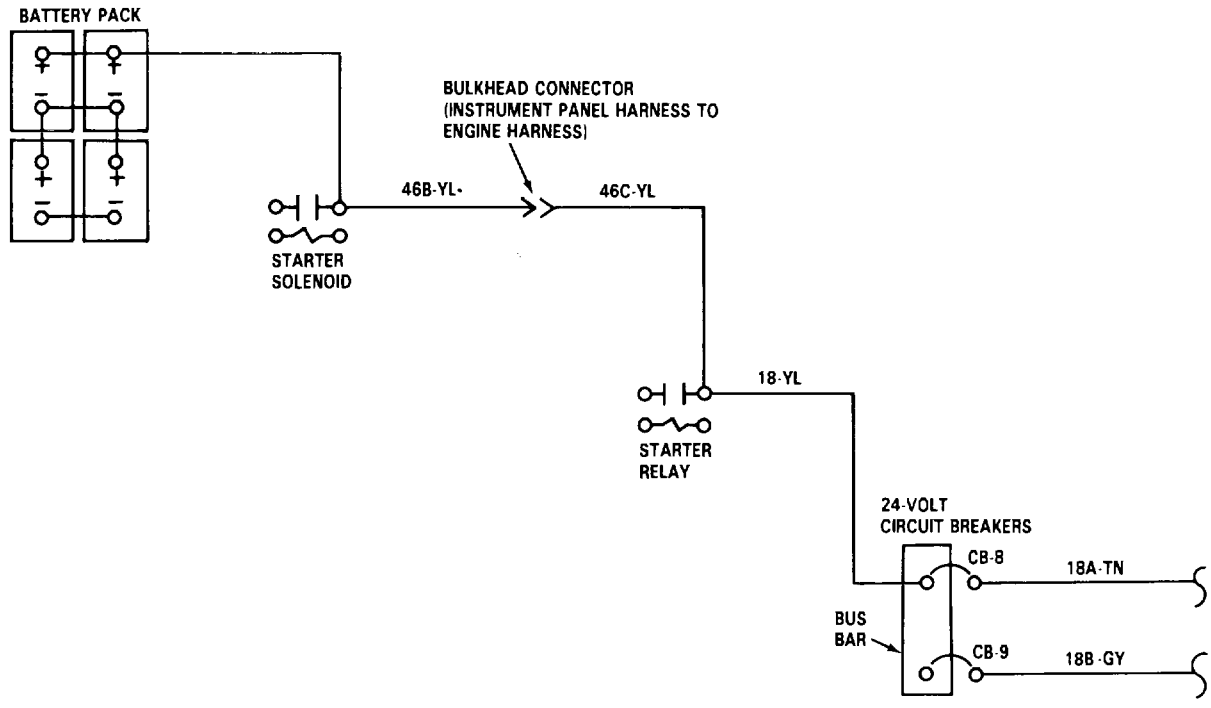 BATTERY PACK
+ +
− −
+ +
− −
BULKHEAD CONNECTOR
(INSTRUMENT PANEL HARNESS TO
ENGINE HARNESS)
46B-YL
46C-YL
STARTER
SOLENOID
18-YL
STARTER
RELAY
24-VOLT
CIRCUIT BREAKERS
CB-8
18A-TN
BUS
BAR
CB-9
18B-GY